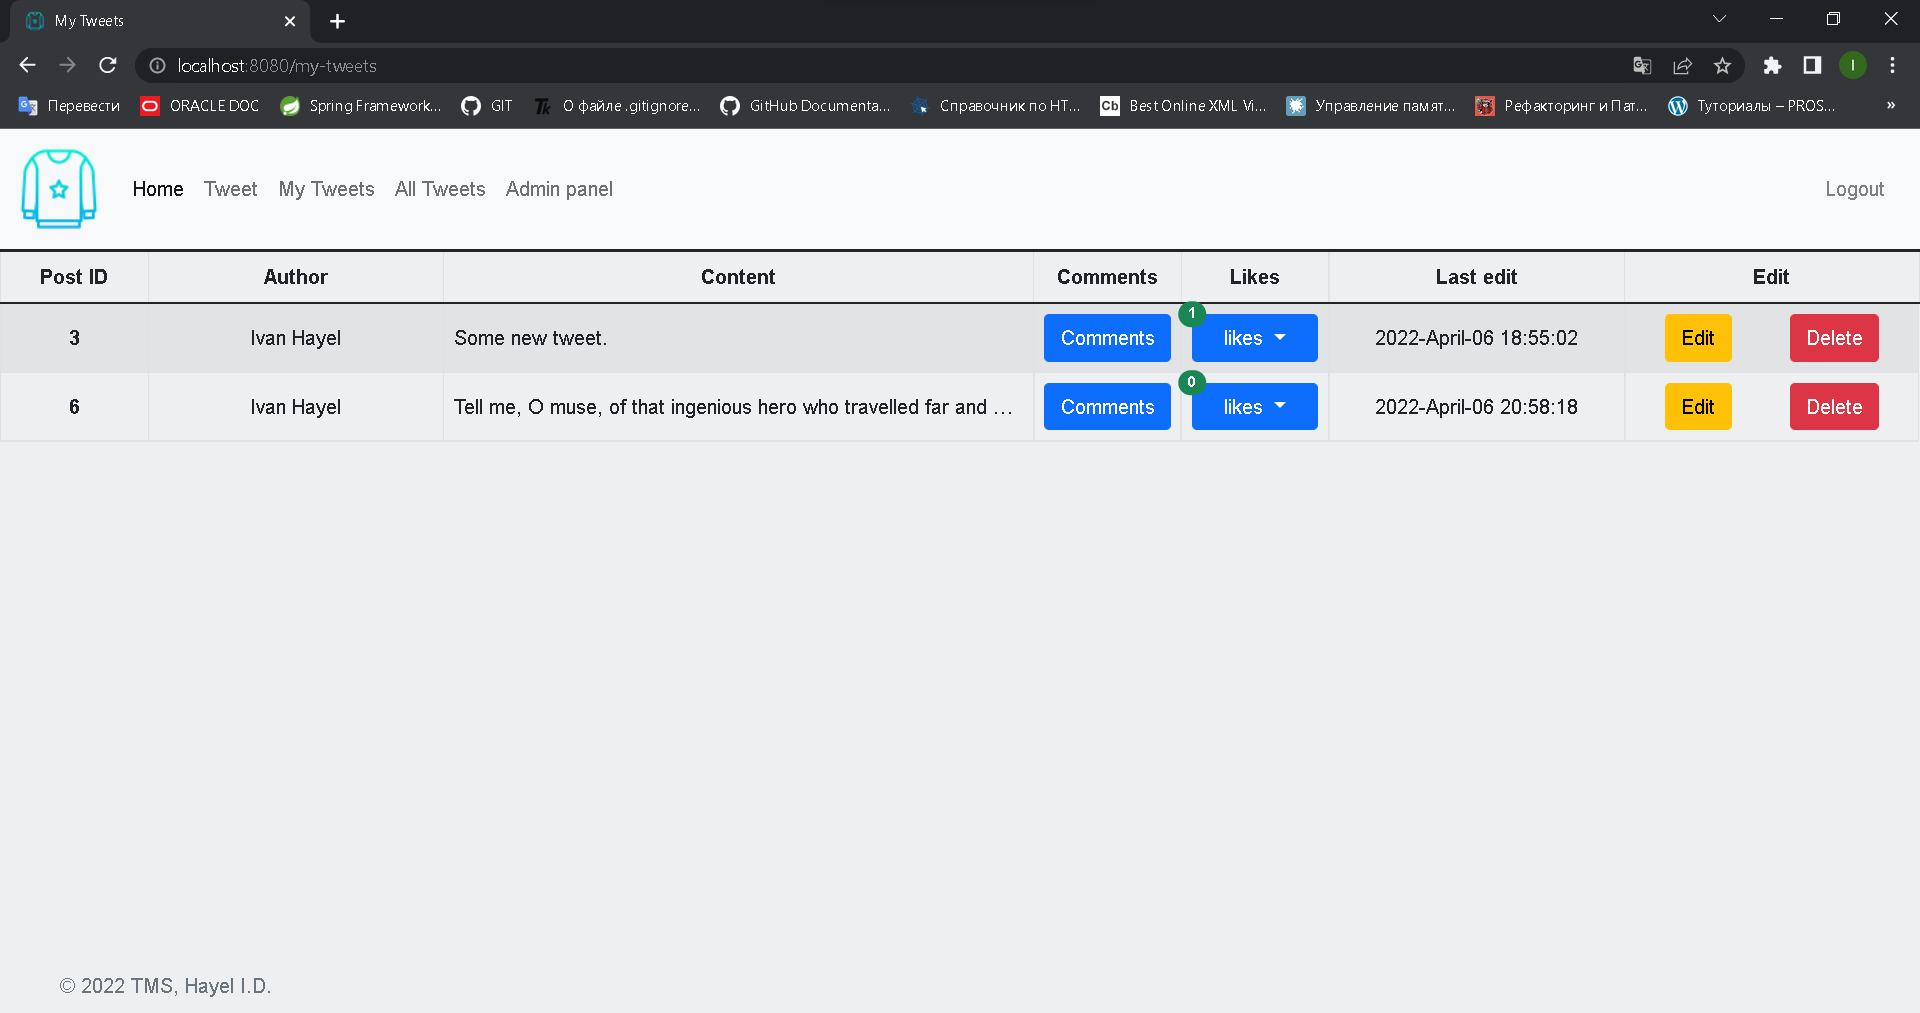 My Tweets
localhost:8080/my-tweets
I
Перевести ORACLE DOC Spring Framework... GIT О файле .gitignore... GitHub Documenta... Справочник по HT... Cb Best Online XML Vi... Управление памят... Рефакторинг и Пат... Туториалы – PROS... »
Home Tweet My Tweets All Tweets Admin panel Logout
Post ID Author Content Comments Likes Last edit Edit
3 Ivan Hayel Some new tweet. Comments 1 likes 2022-April-06 18:55:02 Edit Delete
6 Ivan Hayel Tell me, O muse, of that ingenious hero who travelled far and … Comments 0 likes 2022-April-06 20:58:18 Edit Delete
© 2022 TMS, Hayel I.D.